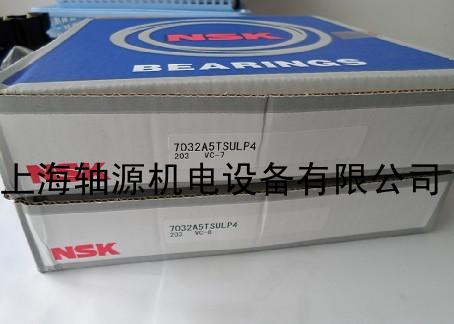 NSK
BEARINGS
7032A5TSULP4
203 VC-7
NSK
上海轴源机电设备有限公司
7032A5TSULP4
203 VC-8
NSK